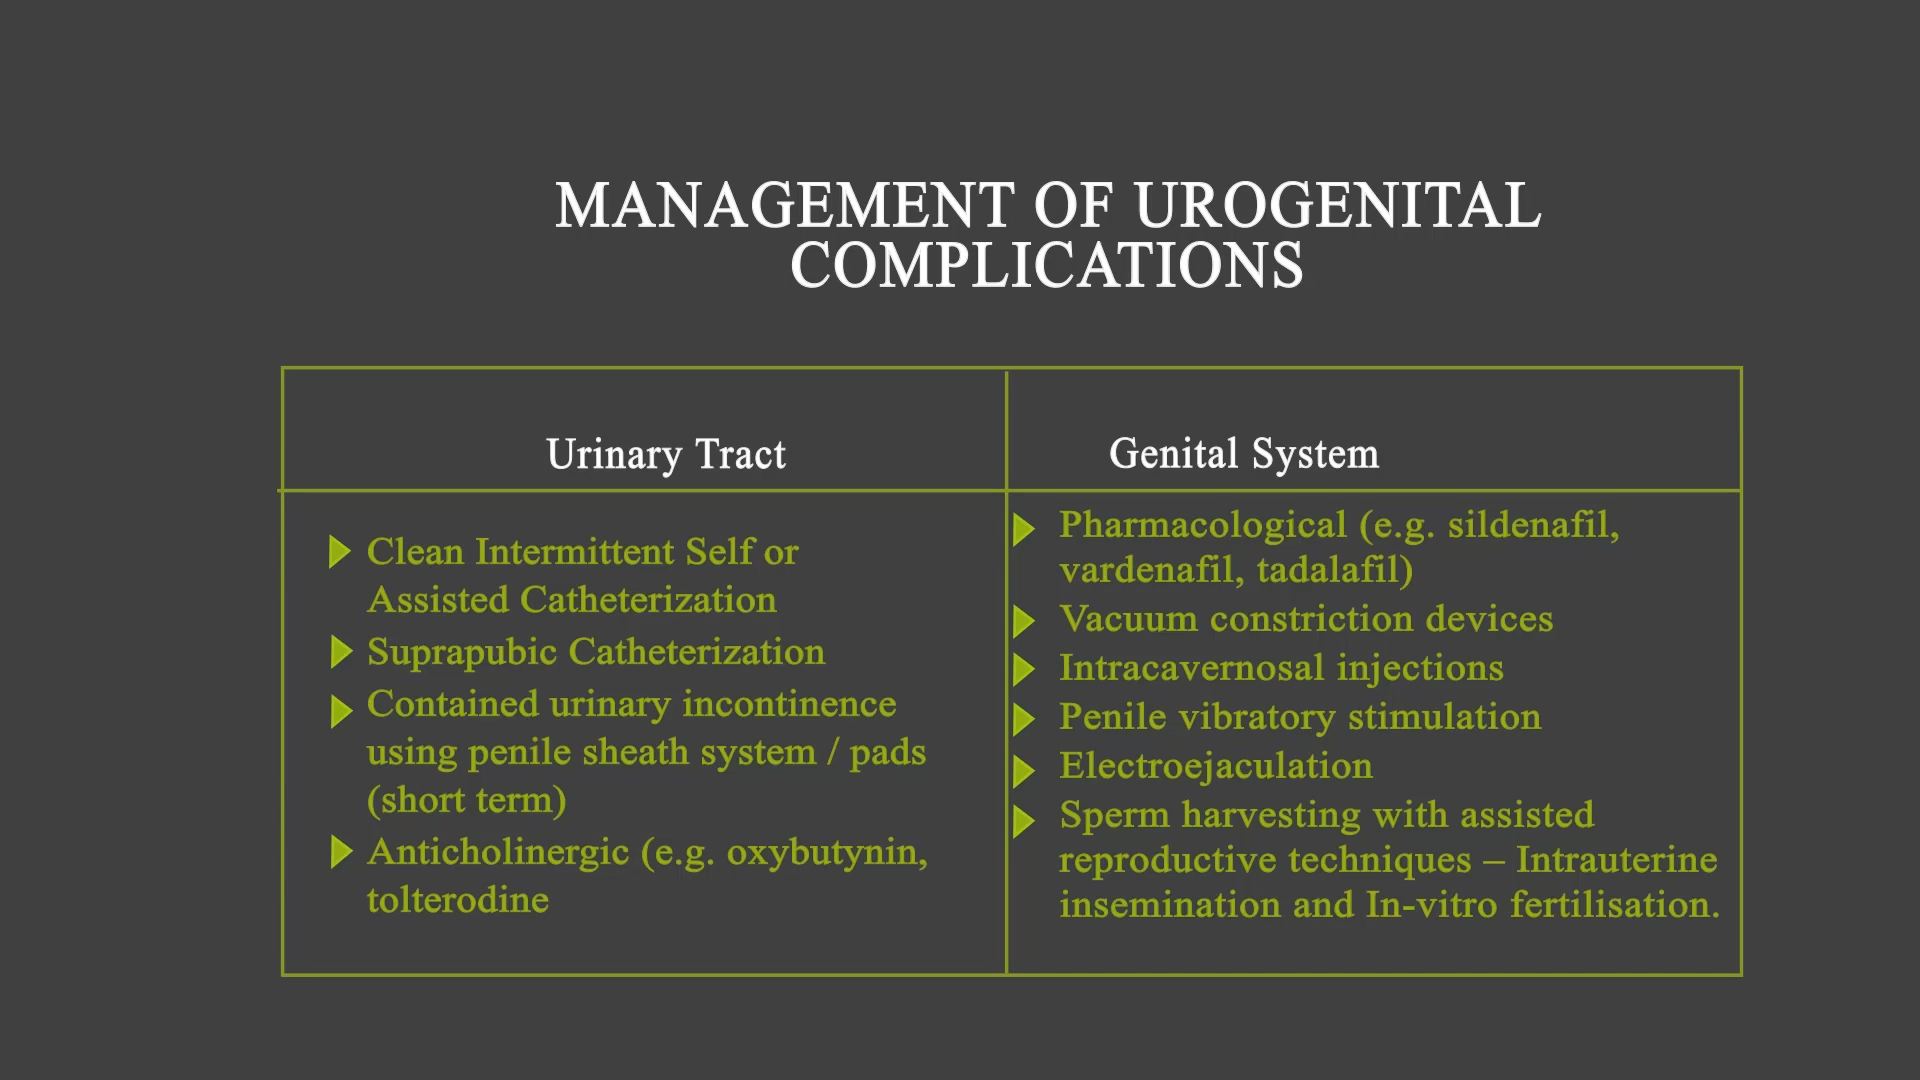 MANAGEMENT OF UROGENITAL
COMPLICATIONS
Urinary Tract
Clean Intermittent Self or
Assisted Catheterization
Suprapubic Catheterization
Contained urinary incontinence
using penile sheath system / pads
(short term)
Anticholinergic (e.g. oxybutynin,
tolterodine
Genital System
Pharmacological (e.g. sildenafil,
vardenafil, tadalafil)
Vacuum constriction devices
Intracavernosal injections
Penile vibratory stimulation
Electroejaculation
Sperm harvesting with assisted
reproductive techniques – Intrauterine
insemination and In-vitro fertilisation.